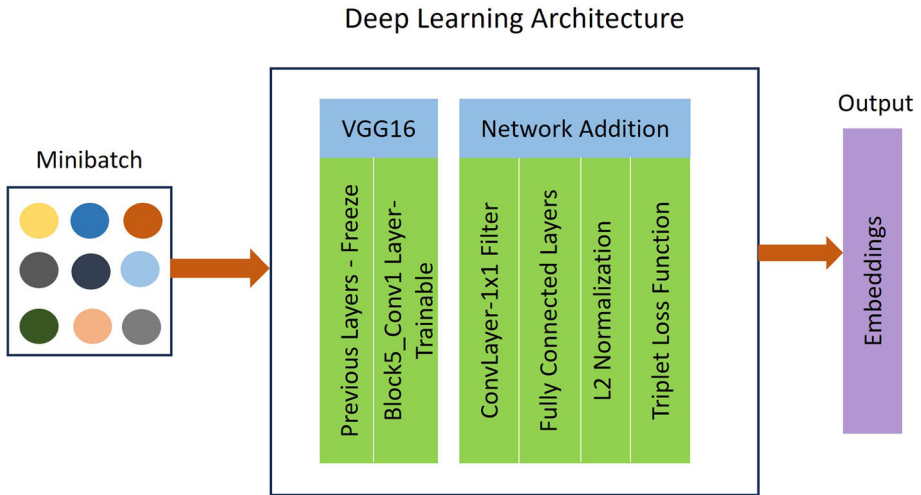 Deep Learning Architecture
Minibatch
VGG16
Previous Layers - Freeze
Block5_Conv1 Layer-
Trainable
Network Addition
ConvLayer-1x1 Filter
Fully Connected Layers
L2 Normalization
Triplet Loss Function
Output
Embeddings